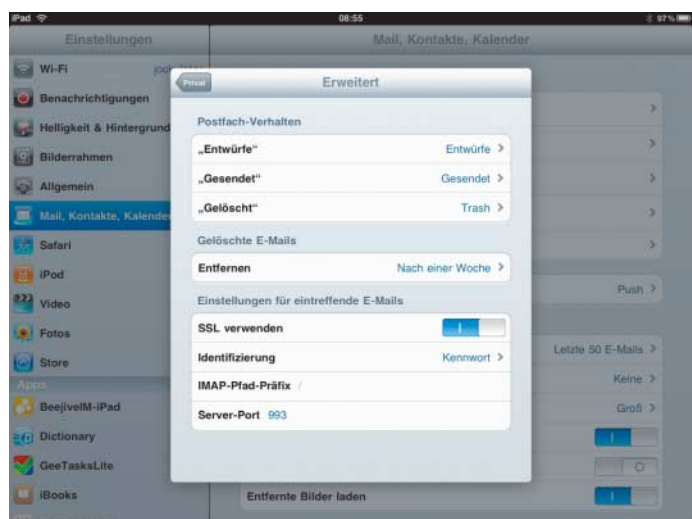 iPad 08:55 97%
Einstellungen
Mail, Kontakte, Kalender
Wi-Fi
Benachrichtigungen
Helligkeit & Hintergrund
Bilderrahmen
Allgemein
Mail, Kontakte, Kalender
Safari
iPod
Video
Fotos
Store
Apps
BeejiveIM-iPad
Dictionary
GeeTasksLite
iBooks
Privat
Erweitert
Postfach-Verhalten
„Entwürfe“ Entwürfe
„Gesendet“ Gesendet
„Gelöscht“ Trash
Gelöschte E-Mails
Entfernen Nach einer Woche
Einstellungen für eintreffende E-Mails
SSL verwenden
Identifizierung Kennwort
IMAP-Pfad-Präfix /
Server-Port 993
Push
Letzte 50 E-Mails
Keine
Groß
Entfernte Bilder laden